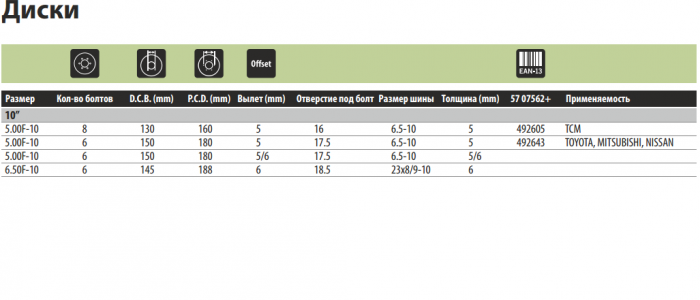 Диски
Offset
EAN-13
Размер Кол-во болтов D.C.B. (mm) P.C.D. (mm) Вылет (mm) Отверстие под болт Размер шины Толщина (mm) 57 07562+ Применяемость
10”
5.00F-10 8 130 160 5 16 6.5-10 5 492605 TCM
5.00F-10 6 150 180 5 17.5 6.5-10 5 492643 TOYOTA, MITSUBISHI, NISSAN
5.00F-10 6 150 180 5/6 17.5 6.5-10 5/6
6.50F-10 6 145 188 6 18.5 23x8/9-10 6